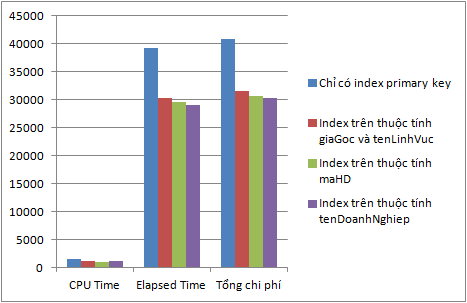 45000
40000
35000
30000
25000
20000
15000
10000
5000
0
CPU Time
Elapsed Time
Tổng chi phí
Chỉ có index primary key
Index trên thuộc tính
giaGoc và tenLinhVuc
Index trên thuộc tính
maHD
Index trên thuộc tính
tenDoanhNghiep